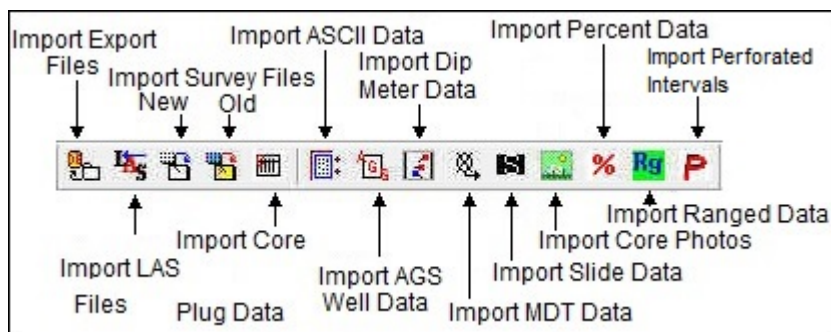 Import Export
Files
Import Survey Files
New Old
Import ASCII Data
Import Dip
Meter Data
Import Percent Data
Import Perforated
Intervals
LAS
AGS
S
%
Rg
P
Import LAS
Files
Import Core
Plug Data
Import AGS
Well Data
Import MDT Data
Import Slide Data
Import Core Photos
Import Ranged Data